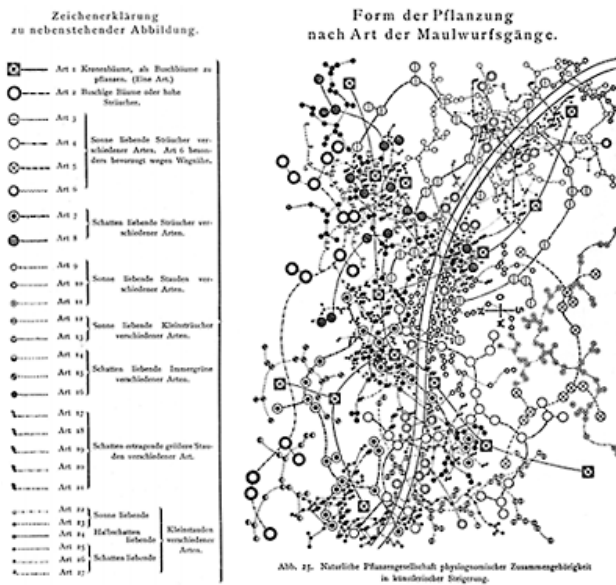 Zeichenerklärung
zu nebenstehender Abbildung.
Art 1 Kronenbäume, als Buschbäume zu
pflanzen. (Eine Art.)
Art 2 Buschige Bäume oder hohe
Sträucher.
Art 3
Art 4
Art 5
Art 6
Sonne liebende Sträucher ver-
schiedener Arten. Art 6 beson-
ders bevorzugt wegen Wegnähe.
Art 7
Art 8
Schatten liebende Sträucher ver-
schiedener Arten.
Art 9
Art 10
Art 11
Sonne liebende Stauden ver-
schiedener Arten.
Art 12
Art 13
Sonne liebende Kleinsträucher
verschiedener Arten.
Art 14
Art 15
Art 16
Schatten liebende Immergrüne
verschiedener Arten.
Art 17
Art 18
Art 19
Art 20
Art 21
Schatten ertragende größere Stau-
den verschiedener Art.
Art 22
Art 23
Art 24
Art 25
Art 26
Art 27
Sonne liebende
Halbschatten
liebende
Schatten liebende
Kleinstauden
verschiedener
Arten.
Form der Pflanzung
nach Art der Maulwurfsgänge.
Abb. 25. Natürliche Pflanzengesellschaft physiognomischer Zusammengehörigkeit
in künstlerischer Steigerung.